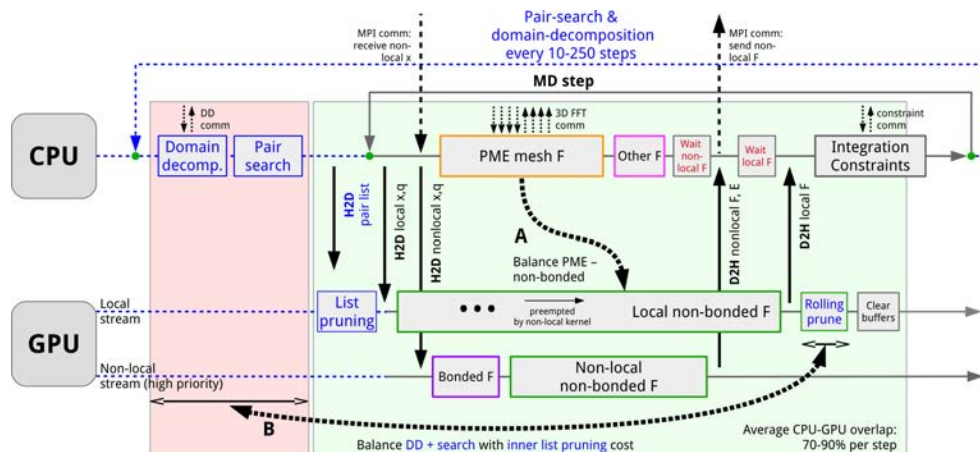 Pair-search &
domain-decomposition
every 10-250 steps
MPI comm:
receive non-
local x
MPI comm:
send non-
local F
MD step
DD
comm
3D FFT
comm
constraint
comm
CPU
Domain
decomp.
Pair
search
PME mesh F
Other F
Wait
non-
local F
Wait
local F
Integration
Constraints
H2D
pair list
H2D local x,q
H2D nonlocal x,q
A
Balance PME –
non-bonded
D2H nonlocal F, E
D2H local F
GPU
Local
stream
List
pruning
•••
preempted
by non-local kernel
Local non-bonded F
Rolling
prune
Clear
buffers
Non-local
stream (high priority)
Bonded F
Non-local
non-bonded F
B
Balance DD + search with inner list pruning cost
Average CPU-GPU overlap:
70-90% per step